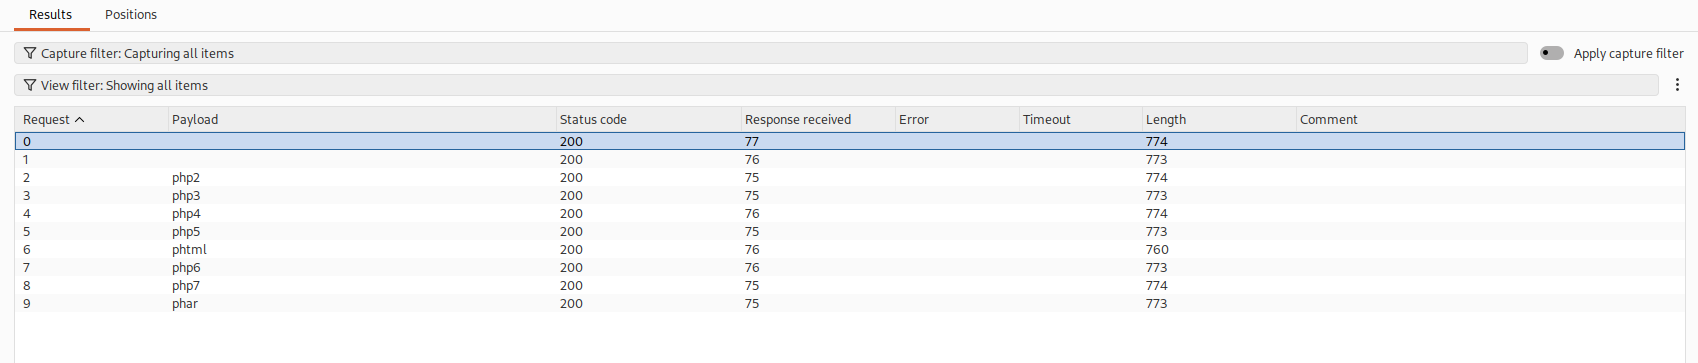 Results Positions
Capture filter: Capturing all items Apply capture filter
View filter: Showing all items
Request Payload Status code Response received Error Timeout Length Comment
0 200 77 774
1 200 76 773
2 php2 200 75 774
3 php3 200 75 773
4 php4 200 76 774
5 php5 200 75 773
6 phtml 200 76 760
7 php6 200 76 773
8 php7 200 75 774
9 phar 200 75 773